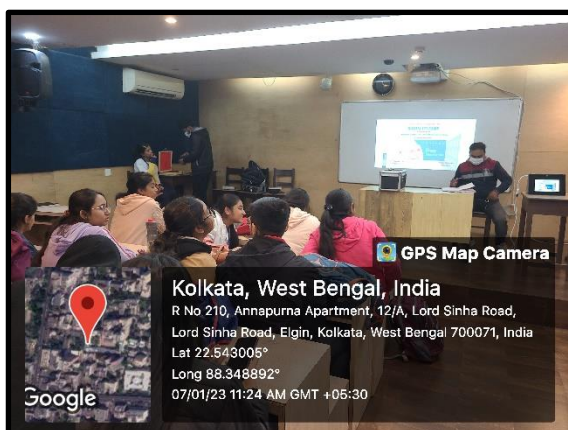 GPS Map Camera
Kolkata, West Bengal, India
R No 210, Annapurna Apartment, 12/A, Lord Sinha Road,
Lord Sinha Road, Elgin, Kolkata, West Bengal 700071, India
Lat 22.543005°
Long 88.348892°
07/01/23 11:24 AM GMT +05:30
Google